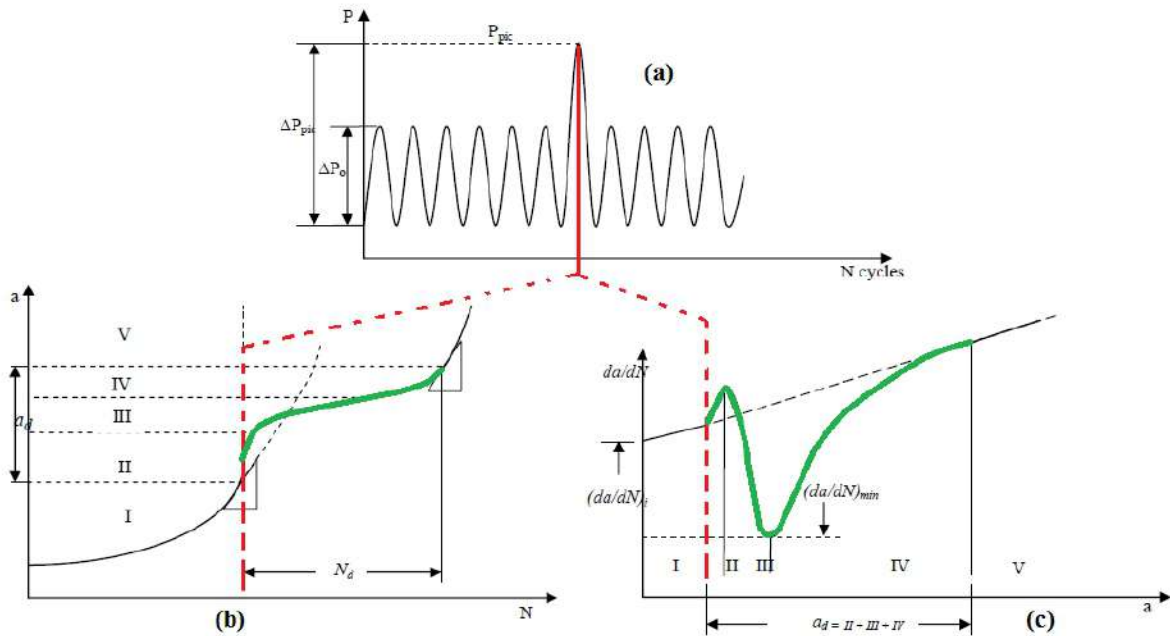 P
P_pic
(a)
ΔP_pic
ΔP_o
N cycles
a
V
IV
III
a_d
II
I
N_d
N
(b)
da/dN
(da/dN)_i
(da/dN)_min
I
II
III
IV
V
a
a_d = II - III + IV
(c)